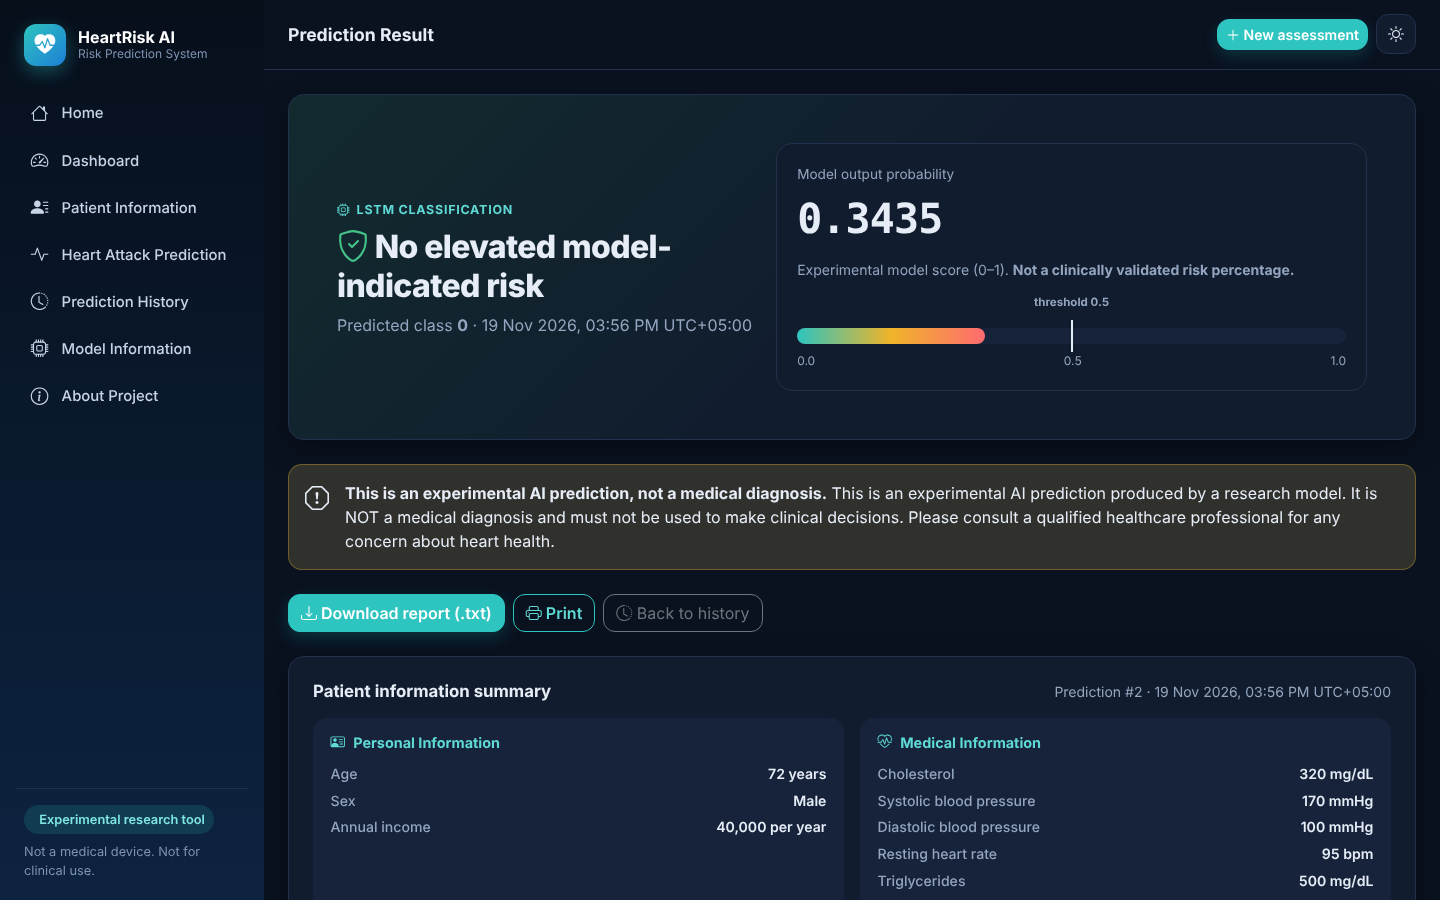 HeartRisk AI
Risk Prediction System
Home
Dashboard
Patient Information
Heart Attack Prediction
Prediction History
Model Information
About Project
Experimental research tool
Not a medical device. Not for
clinical use.
Prediction Result
New assessment
LSTM CLASSIFICATION
No elevated model-
indicated risk
Predicted class 0 · 19 Nov 2026, 03:56 PM UTC+05:00
Model output probability
0.3435
Experimental model score (0–1). Not a clinically validated risk percentage.
threshold 0.5
0.0 0.5 1.0
This is an experimental AI prediction, not a medical diagnosis. This is an experimental AI prediction produced by a research model. It is
NOT a medical diagnosis and must not be used to make clinical decisions. Please consult a qualified healthcare professional for any
concern about heart health.
Download report (.txt) Print Back to history
Patient information summary
Prediction #2 · 19 Nov 2026, 03:56 PM UTC+05:00
Personal Information
Age 72 years
Sex Male
Annual income 40,000 per year
Medical Information
Cholesterol 320 mg/dL
Systolic blood pressure 170 mmHg
Diastolic blood pressure 100 mmHg
Resting heart rate 95 bpm
Triglycerides 500 mg/dL